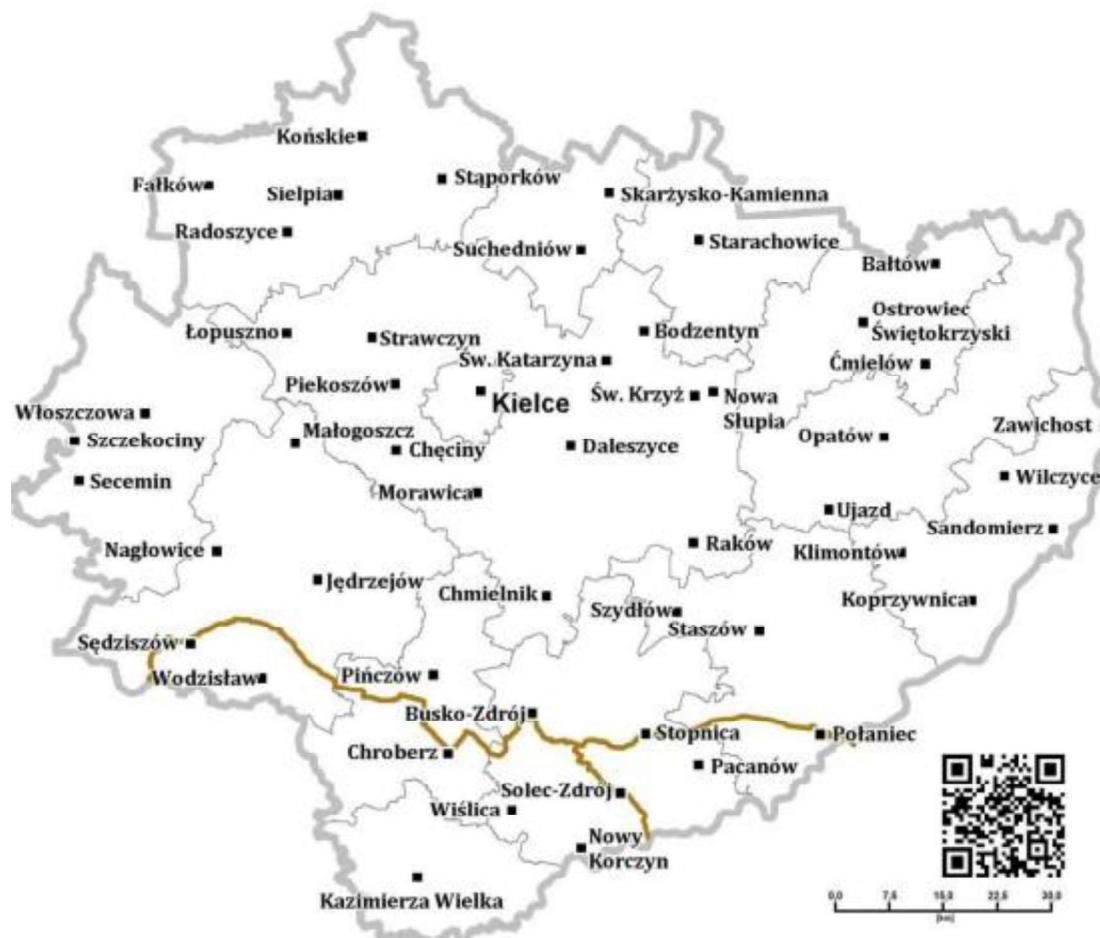 Końskie
Fałków
Sielpia
Stąporków
Skarżysko-Kamienna
Radoszyce
Suchedniów
Starachowice
Bałtów
Łopuszno
Strawczyn
Bodzentyn
Ostrowiec
Świętokrzyski
Św. Katarzyna
Ćmielów
Piekoszów
Kielce
Św. Krzyż
Nowa
Słupia
Włoszczowa
Szczekociny
Małogoszcz
Chęciny
Daleszyce
Opatów
Zawichost
Secemin
Morawica
Wilczyce
Ujazd
Sandomierz
Nagłowice
Raków
Klimontów
Jędrzejów
Chmielnik
Szydłów
Koprzywnica
Staszów
Sędziszów
Wodzisław
Pińczów
Busko-Zdrój
Stopnica
Połaniec
Chroberz
Pacanów
Solec-Zdrój
Wiślica
Nowy
Korczyn
Kazimierza Wielka
0,0 7,5 15,0 22,5 30,0
[km]